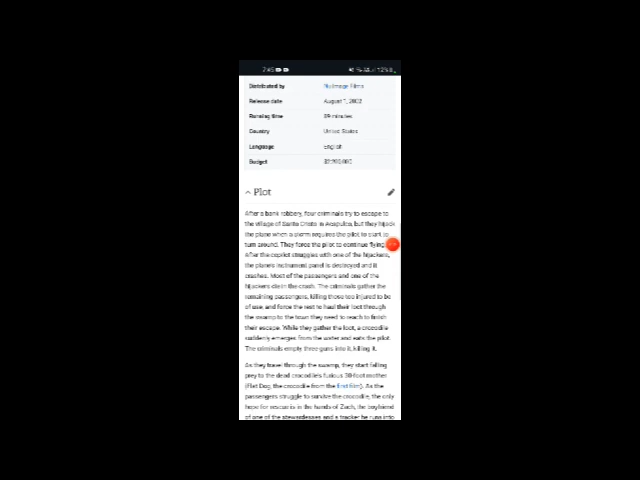 Distributed by Nu Image Films
Release date August 1, 2002
Running time 89 minutes
Country United States
Language English
Budget
Plot
After a bank robbery, four criminals try to escape to
the village of Santa Cristo in Acapulco, but they hijack
the plane when a storm requires the pilot to start to
turn around. They force the pilot to continue flying.
After the copilot struggles with one of the hijackers,
the plane's instrument panel is destroyed and it
crashes. Most of the passengers and one of the
hijackers die in the crash. The criminals gather the
remaining passengers, killing those too injured to be
of use, and force the rest to haul their loot through
the swamp to the town they need to reach to finish
their escape. While they gather the loot, a crocodile
suddenly emerges from the water and eats the pilot.
The criminals empty three guns into it, killing it.
As they travel through the swamp, they start falling
prey to the dead crocodile's furious 30-foot mother
(Flat Dog, the crocodile from the first film). As the
passengers struggle to survive the crocodile, the only
hope for rescue is in the hands of Zach, the boyfriend
of one of the stewardesses and a tracker he runs into